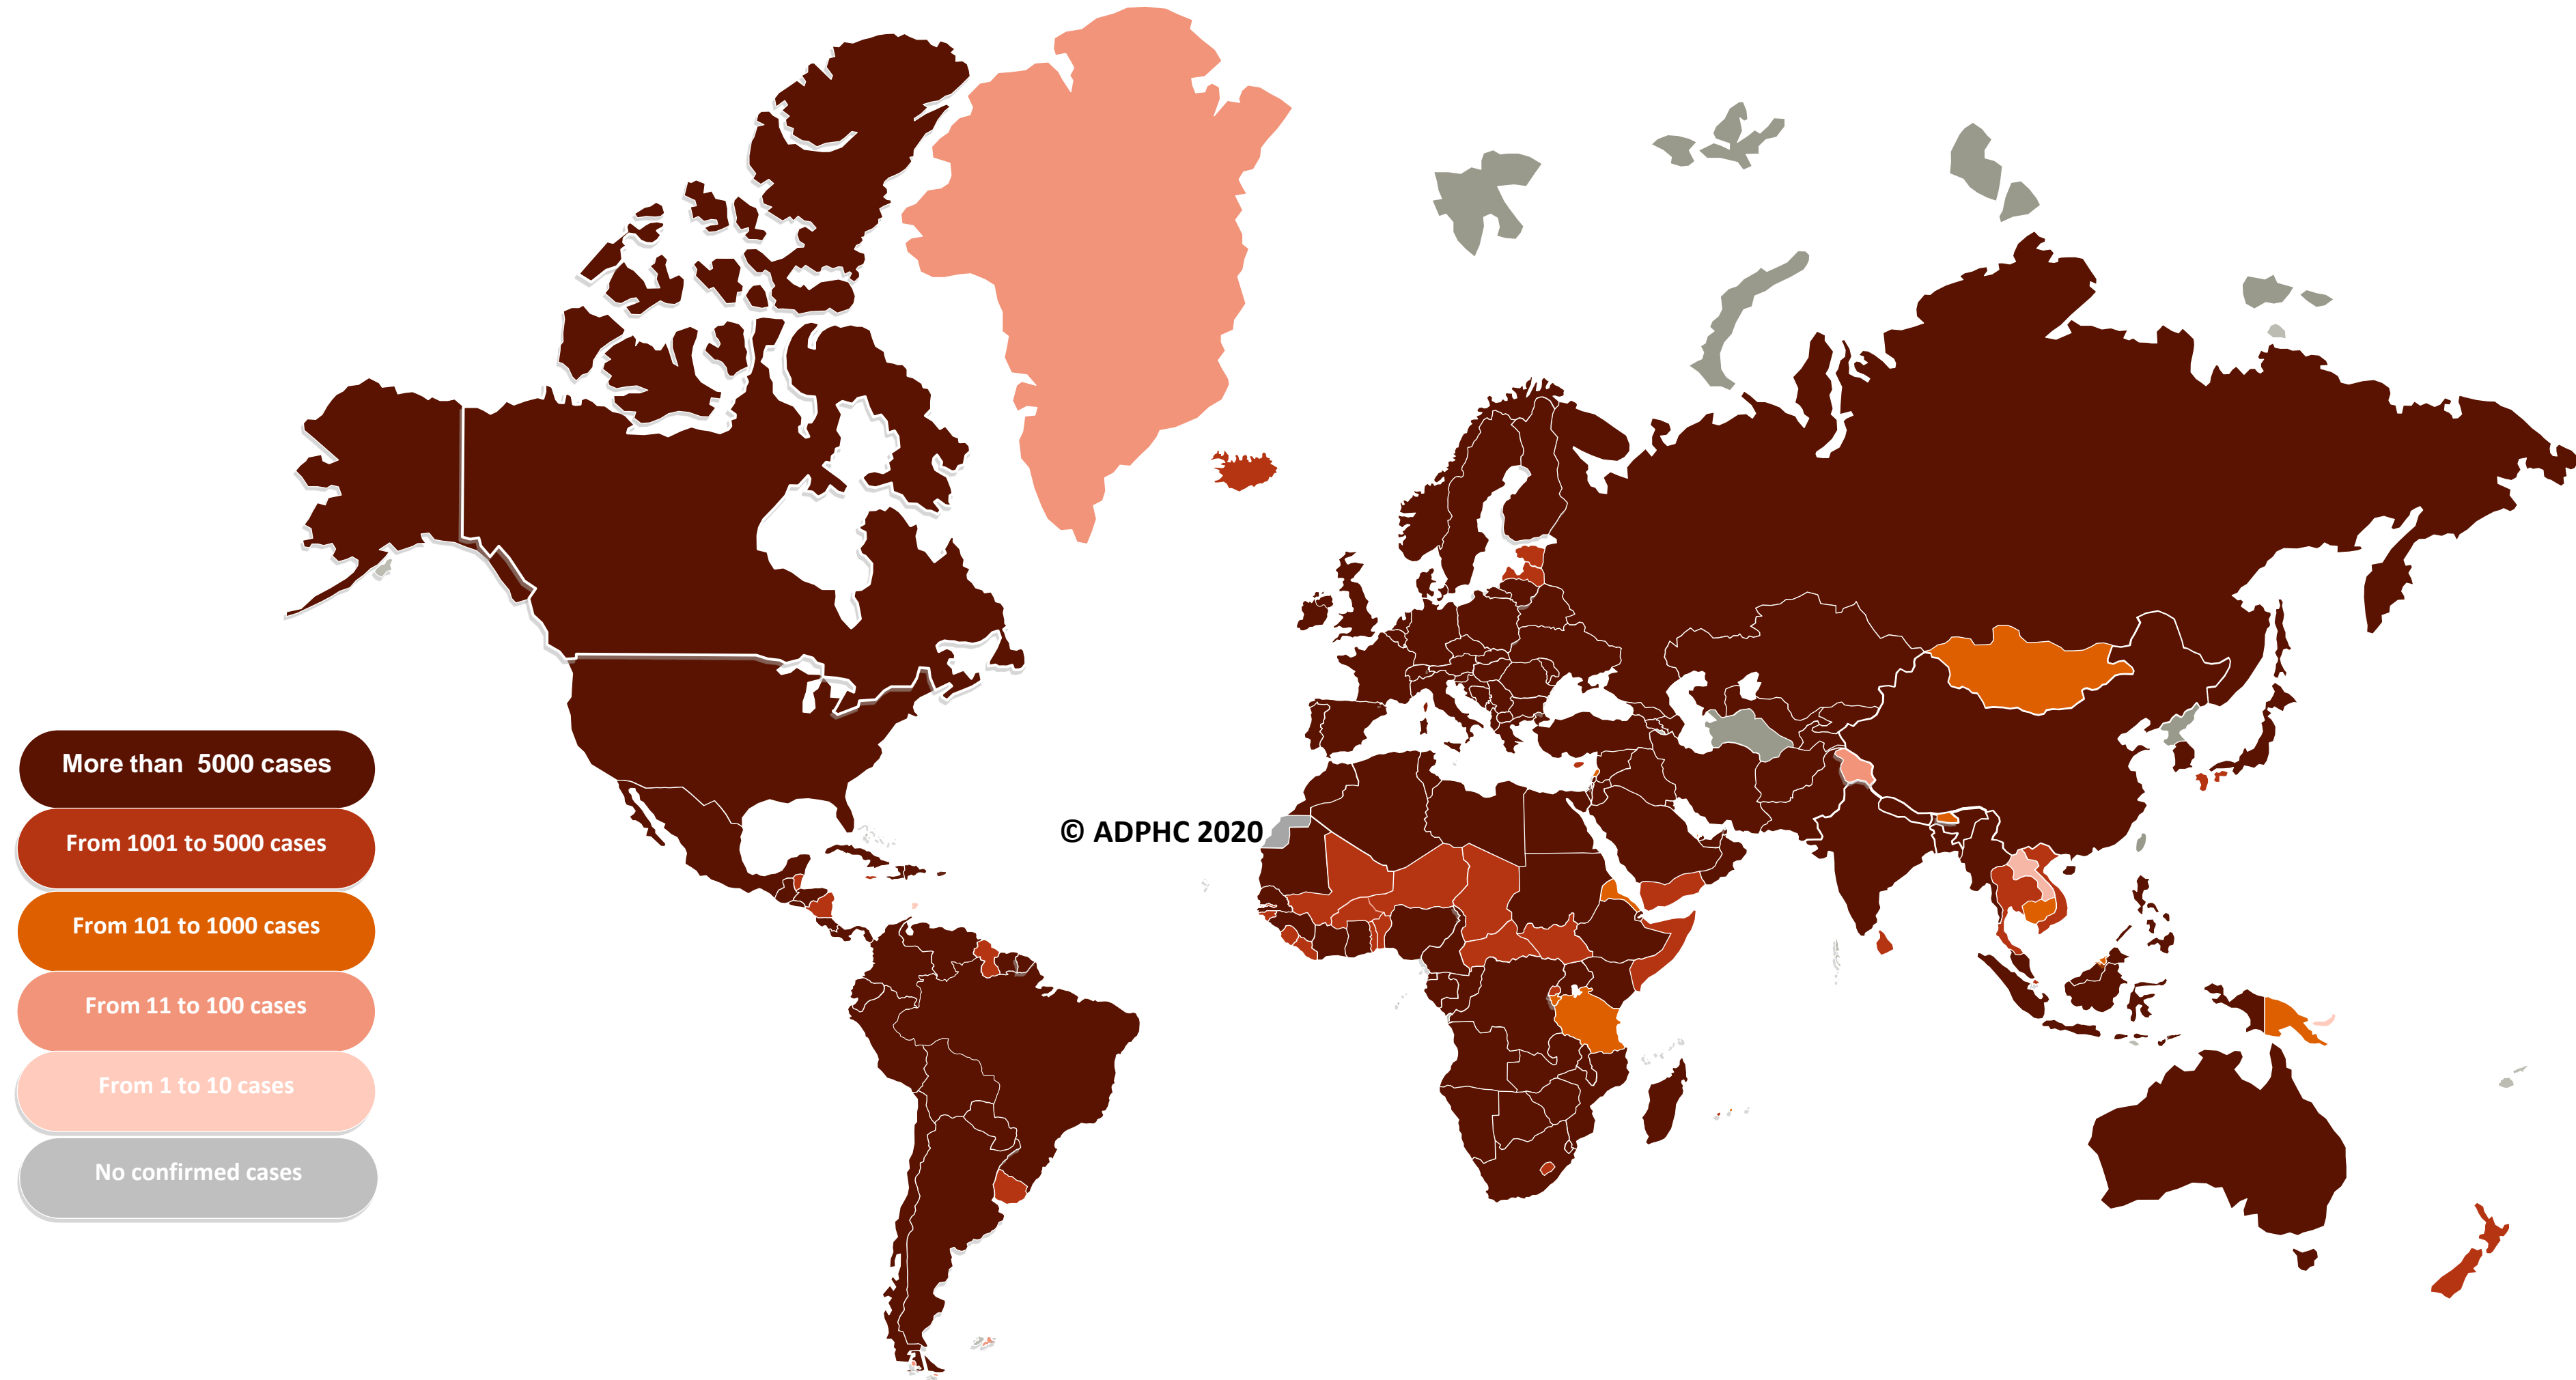 © ADPHC 2020
More than  5000 cases
From 1001 to 5000 cases
From 101 to 1000 cases
From 11 to 100 cases
From 1 to 10 cases
No confirmed cases